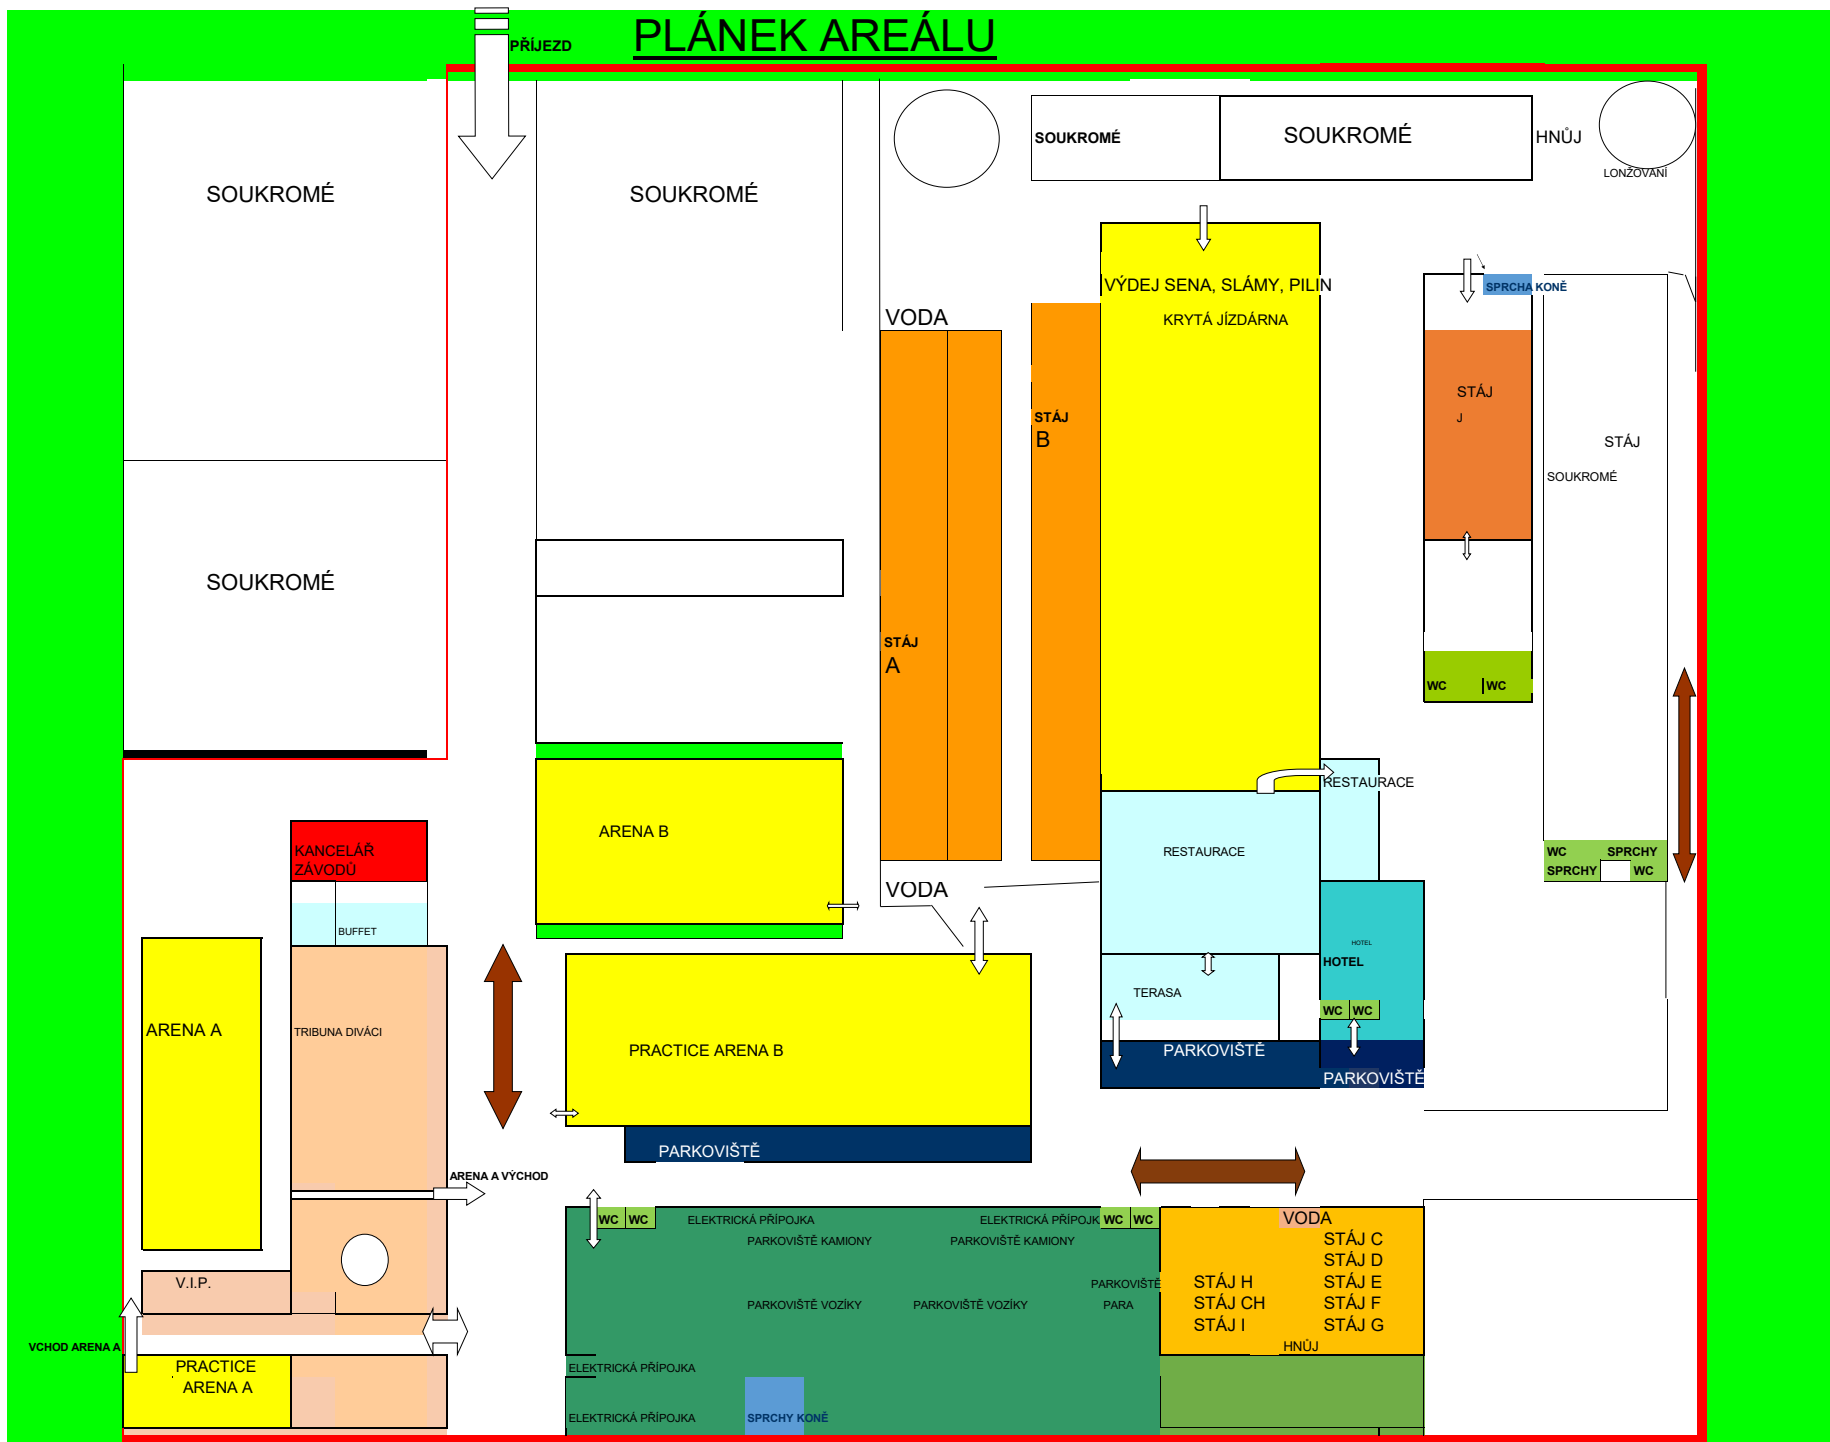 PLÁNEK AREÁLU
PŘÍJEZD
SOUKROMÉ
SOUKROMÉ
HNŮJ
LONŽOVANÍ
SOUKROMÉ
SOUKROMÉ
VÝDEJ SENA, SLÁMY, PILIN
SPRCHA KONĚ
VODA
KRYTÁ JÍZDÁRNA
STÁJ
J
STÁJ
B
STÁJ
SOUKROMÉ
SOUKROMÉ
STÁJ
A
WC
WC
RESTAURACE
ARENA B
RESTAURACE
KANCELÁŘ
ZÁVODŮ
WC SPRCHY
SPRCHY WC
VODA
BUFFET
HOTEL
HOTEL
TERASA
WC
WC
ARENA A
TRIBUNA DIVÁCI
PRACTICE ARENA B
PARKOVIŠTĚ
PARKOVIŠTĚ
PARKOVIŠTĚ
ARENA A VÝCHOD
WC
WC
ELEKTRICKÁ PŘÍPOJKA
ELEKTRICKÁ PŘÍPOJK
WC
WC
VODA
PARKOVIŠTĚ KAMIONY
PARKOVIŠTĚ KAMIONY
STÁJ C
STÁJ D
V.I.P.
PARKOVIŠTĚ
STÁJ H
STÁJ E
PARKOVIŠTĚ VOZÍKY
PARKOVIŠTĚ VOZÍKY
PARA
STÁJ CH
STÁJ F
STÁJ I
STÁJ G
VCHOD ARENA A
HNŮJ
PRACTICE
ARENA A
ELEKTRICKÁ PŘÍPOJKA
ELEKTRICKÁ PŘÍPOJKA
SPRCHY KONĚ